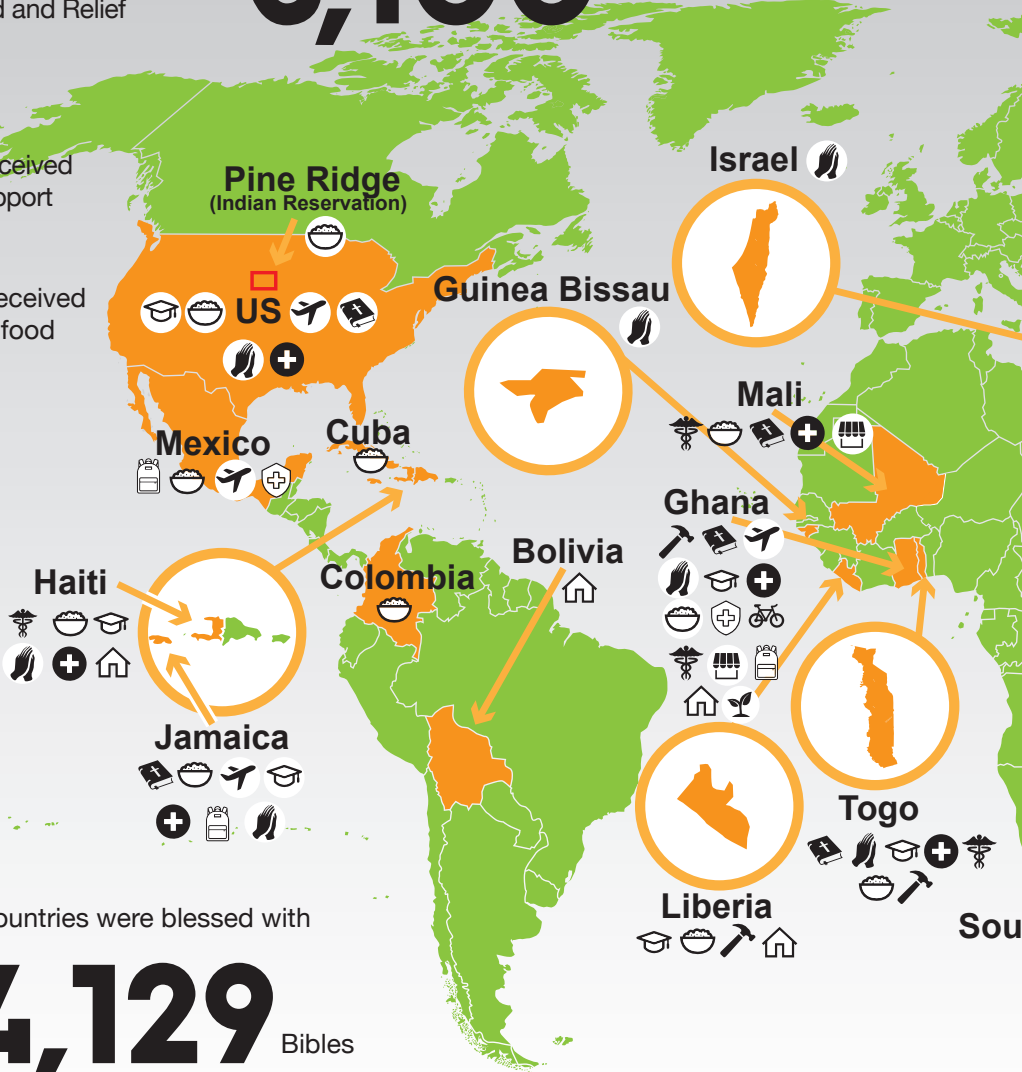 d and Relief
ceived
pport
eceived
food
Pine Ridge
(Indian Reservation)
US
Israel
Guinea Bissau
Mali
Mexico
Cuba
Ghana
Haiti
Colombia
Bolivia
Jamaica
Togo
Liberia
Sou
ountries were blessed with
4,129 Bibles